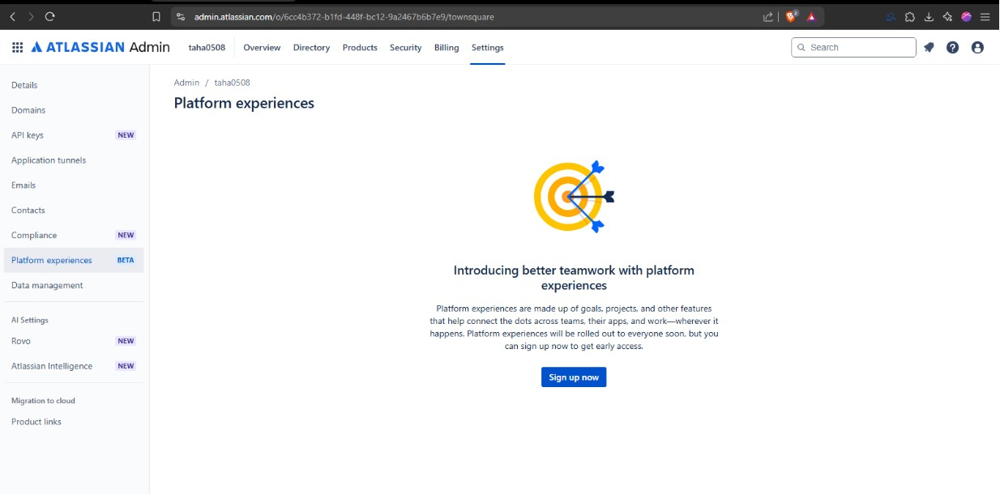 admin.atlassian.com/o/6cc4b372-b1fd-448f-bc12-9a2467b6b7e9/townsquare
2
ATLASSIAN Admin
taha0508
Overview
Directory
Products
Security
Billing
Settings
Search
Details
Domains
API keys NEW
Application tunnels
Emails
Contacts
Compliance NEW
Platform experiences BETA
Data management
AI Settings
Rovo NEW
Atlassian Intelligence NEW
Migration to cloud
Product links
Admin / taha0508
Platform experiences
Introducing better teamwork with platform
experiences
Platform experiences are made up of goals, projects, and other features
that help connect the dots across teams, their apps, and work—wherever it
happens. Platform experiences will be rolled out to everyone soon, but you
can sign up now to get early access.
Sign up now